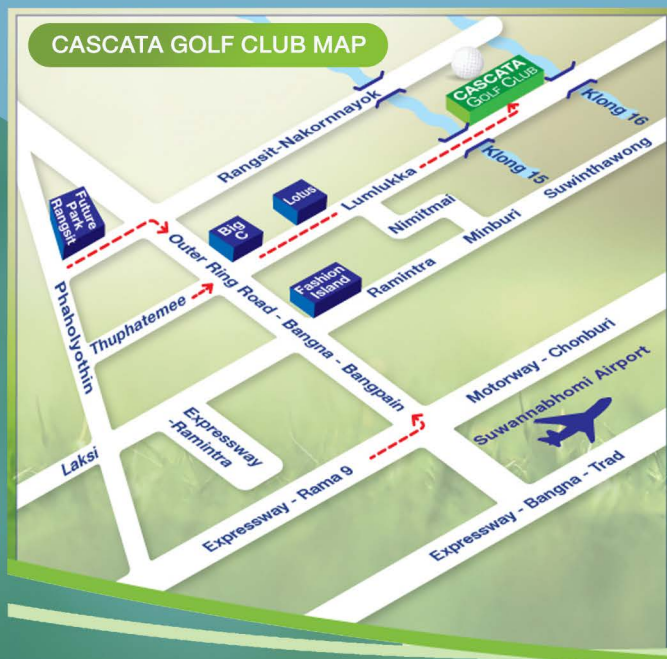 CASCATA GOLF CLUB MAP
CASCATA
GOLF CLUB
Rangsit-Nakornnayok
Klong 16
Klong 15
Future
Park
Rangsit
Lotus
Big
C
Lumlukka
Nimitmai
Suwinthawong
Minburi
Ramintra
Fashion
Island
Outer Ring Road - Bangna - Bangpain
Phaholyothin
Thuphatemee
Motorway - Chonburi
Suwannabhomi Airport
Laksi
Expressway
-Ramintra
Expressway - Rama 9
Expressway - Bangna - Trad